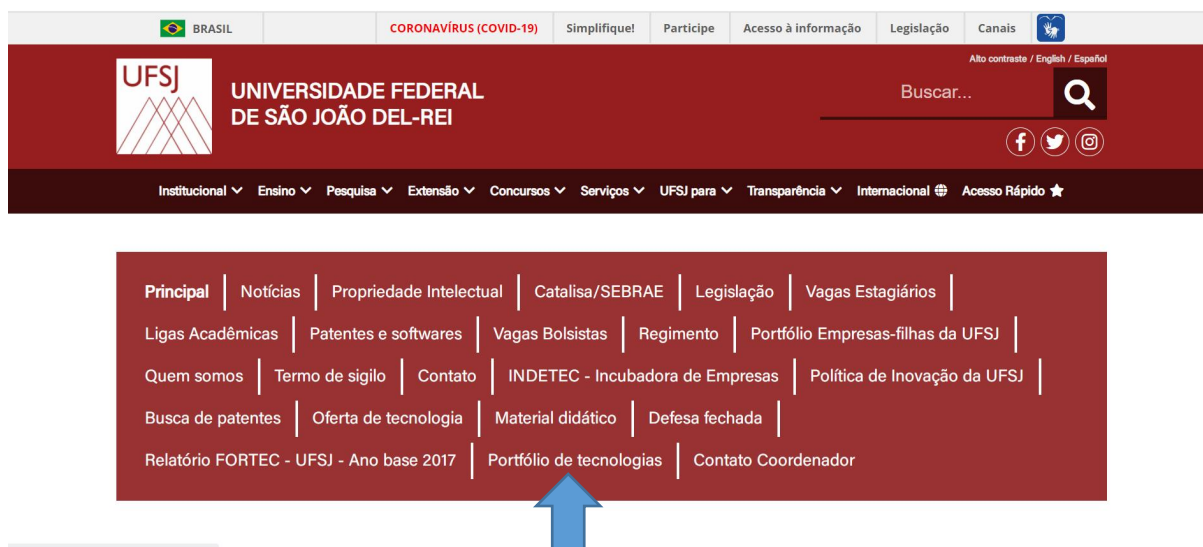 BRASIL CORONAVÍRUS (COVID-19) Simplifique! Participe Acesso à informação Legislação Canais
Alto contraste / English / Español
UFSJ
UNIVERSIDADE FEDERAL
DE SÃO JOÃO DEL-REI
Buscar...
Institucional Ensino Pesquisa Extensão Concursos Serviços UFSJ para Transparência Internacional Acesso Rápido
Principal Notícias Propriedade Intelectual Catalisa/SEBRAE Legislação Vagas Estagiários
Ligas Acadêmicas Patentes e softwares Vagas Bolsistas Regimento Portfólio Empresas-filhas da UFSJ
Quem somos Termo de sigilo Contato INDETEC - Incubadora de Empresas Política de Inovação da UFSJ
Busca de patentes Oferta de tecnologia Material didático Defesa fechada
Relatório FORTEC - UFSJ - Ano base 2017 Portfólio de tecnologias Contato Coordenador